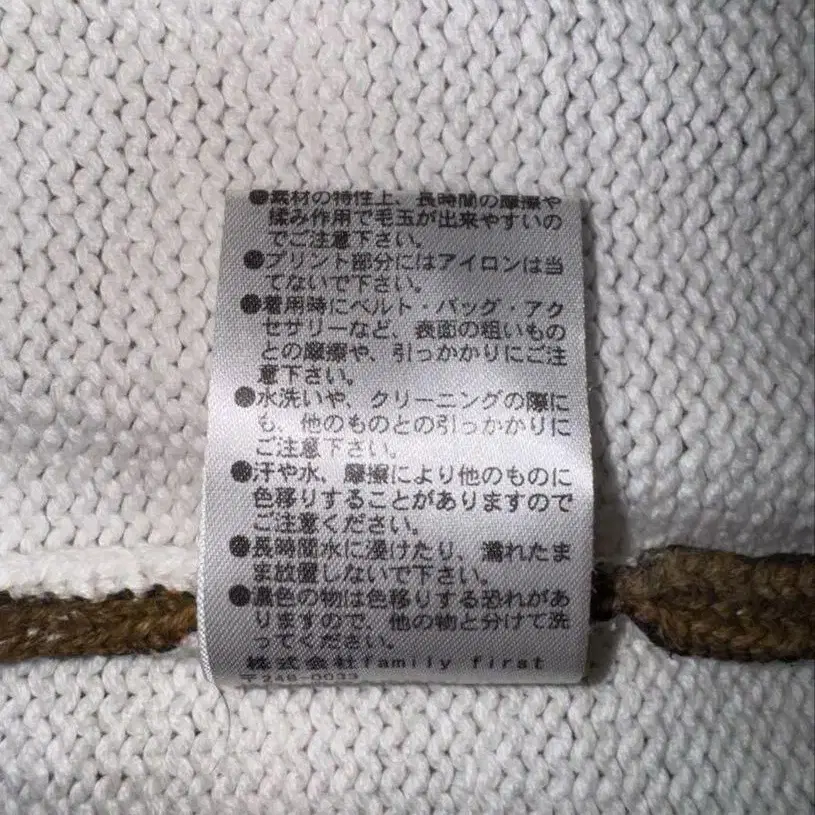 ●素材の特性上、長時間の摩擦や
揉み作用で毛玉が出来やすいの
でご注意下さい。
●プリント部分にはアイロンは当
てないで下さい。
●着用時にベルト・バッグ・アク
セサリーなど、表面の粗いもの
との摩擦や、引っかかりにご注
意下さい。
●水洗いや、クリーニングの際に
も、他のものとの引っかかりに
ご注意下さい。
●汗や水、摩擦により他のものに
色移りすることがありますので
ご注意ください。
●長時間水に浸けたり、濡れたま
ま放置しないで下さい。
●濃色の物は色移りする恐れがあ
りますので、他の物と分けて洗
ってください。
株式会社family first
〒248-0033